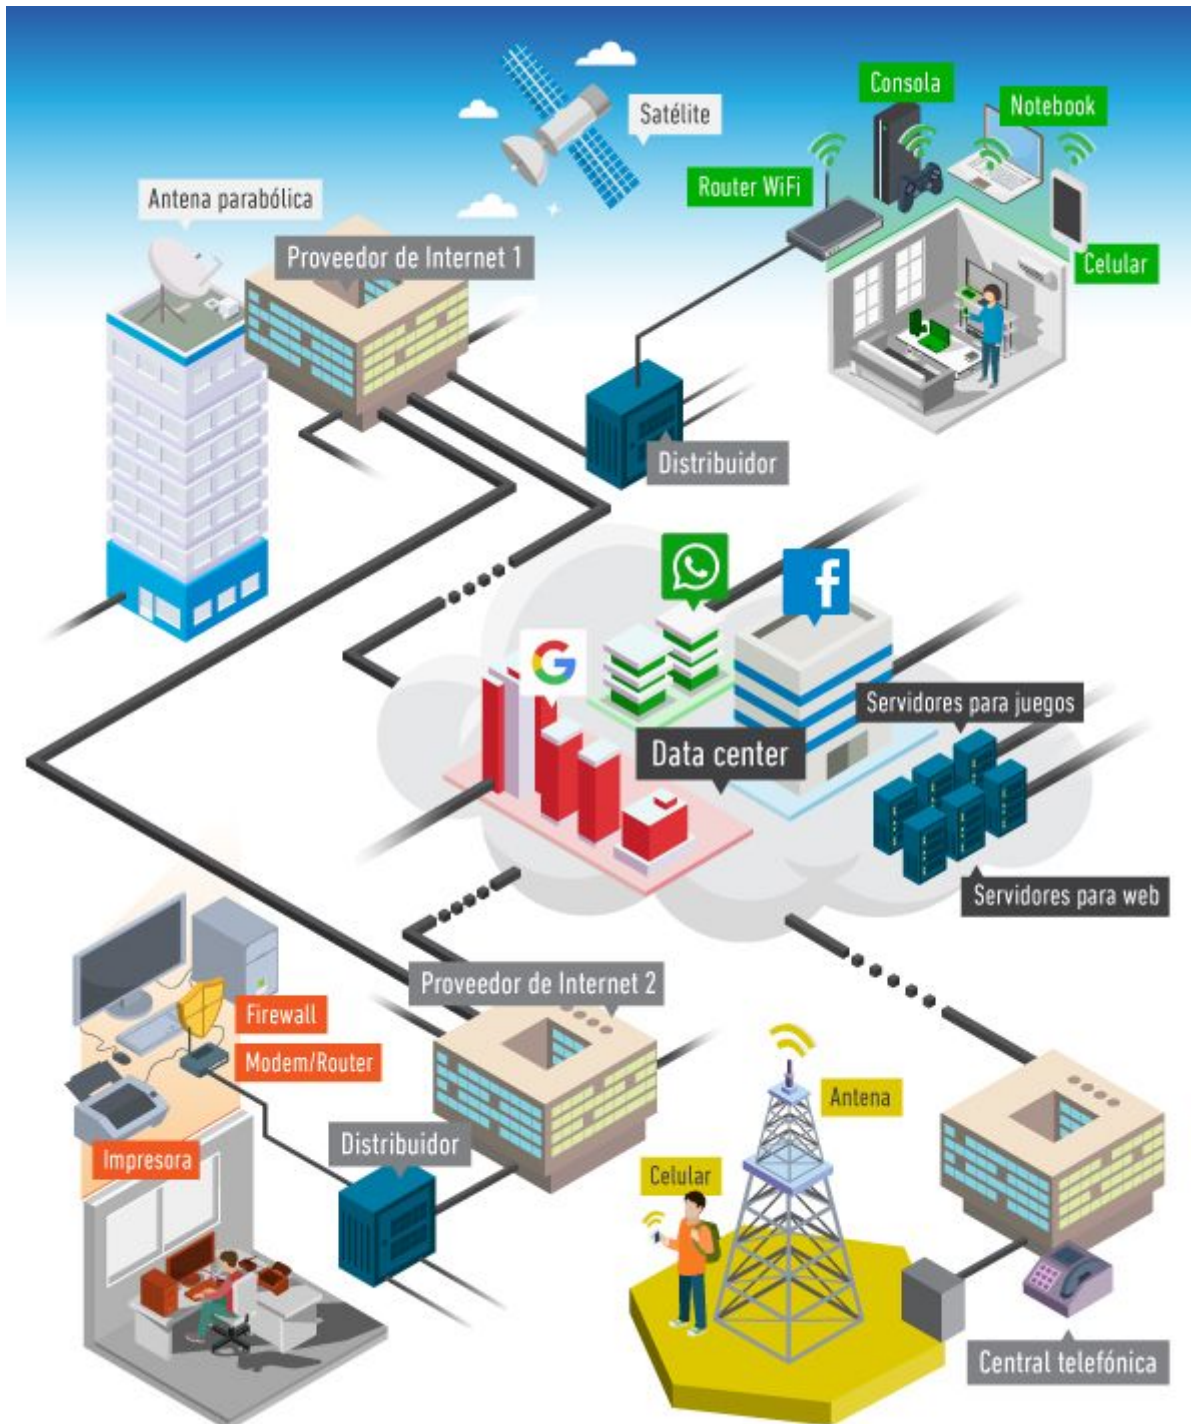 Consola
Notebook
Satélite
Router WiFi
Antena parabólica
Proveedor de Internet 1
Celular
Distribuidor
f
G
Servidores para juegos
Data center
Servidores para web
Proveedor de Internet 2
Firewall
Modem/Router
Antena
Distribuidor
Impresora
Celular
Central telefónica